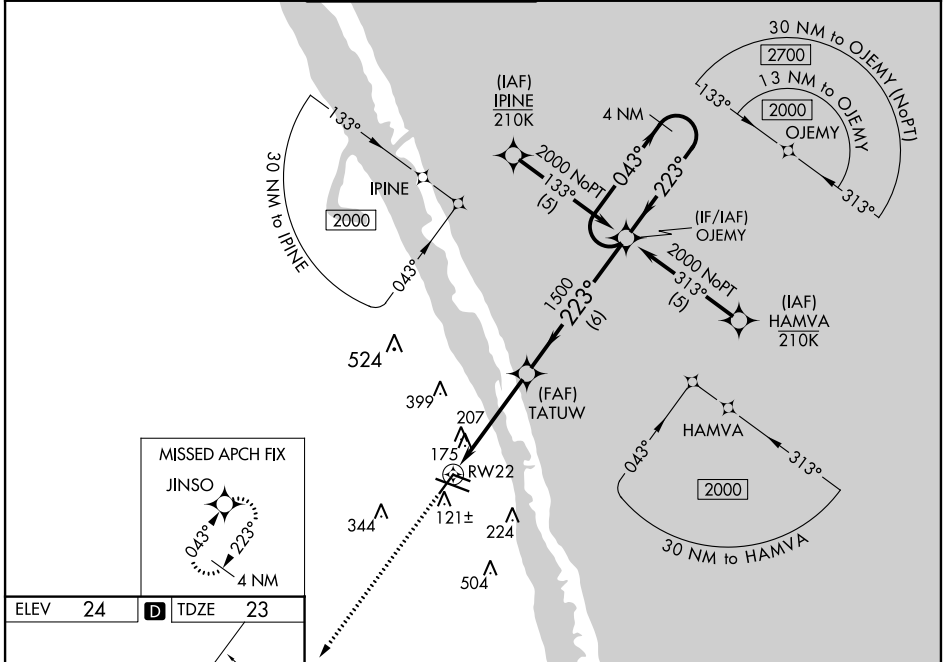 30 NM to OJEMY (NoPT)
2700
13 NM to OJEMY
2000
133°
OJEMY
313°
(IAF)
IPINE
210K
4 NM
043°
223°
2000 NoPT
133°
(5)
(IF/IAF)
OJEMY
2000 NoPT
313°
(5)
(IAF)
HAMVA
210K
133°
IPINE
2000
30 NM to IPINE
043°
1500
223°
(6)
(FAF)
TATUW
524
399
207
175
RW22
344
121±
224
504
HAMVA
043°
313°
2000
30 NM to HAMVA
MISSED APCH FIX
JINSO
043°
223°
4 NM
ELEV 24 D TDZE 23